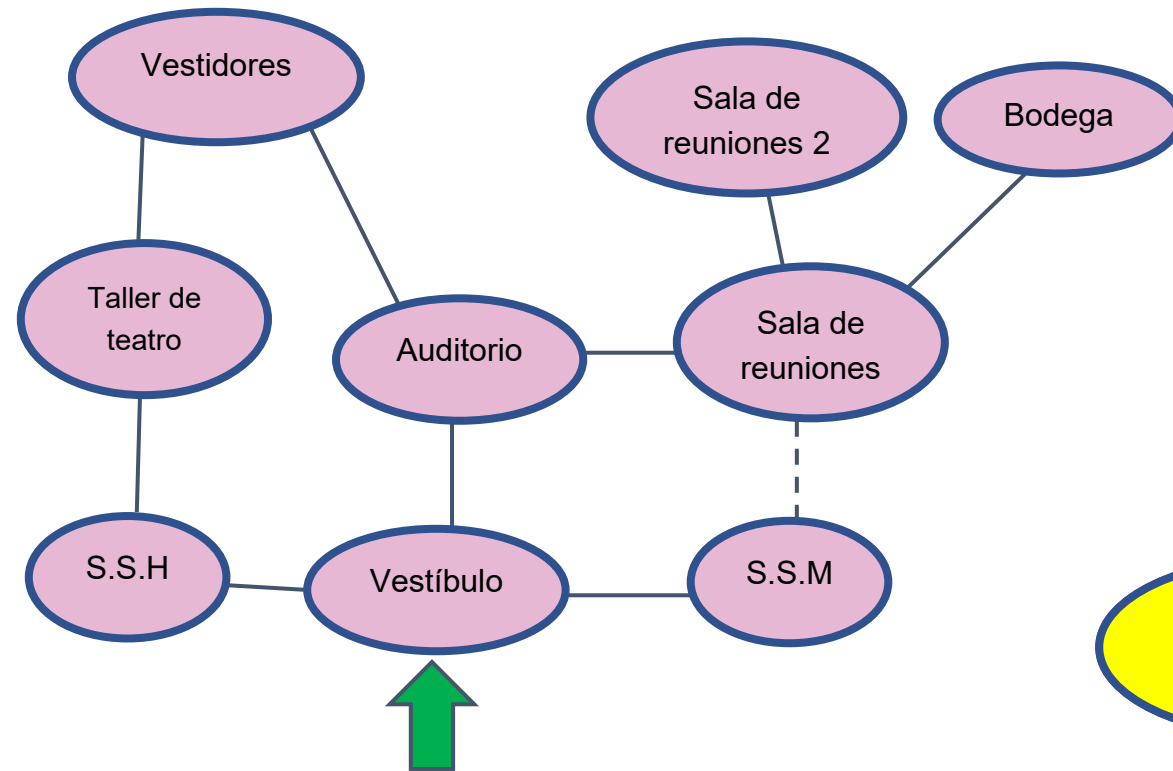 Vestidores
Sala de
reuniones 2
Bodega
Taller de
teatro
Auditorio
Sala de
reuniones
S.S.H
Vestíbulo
S.S.M